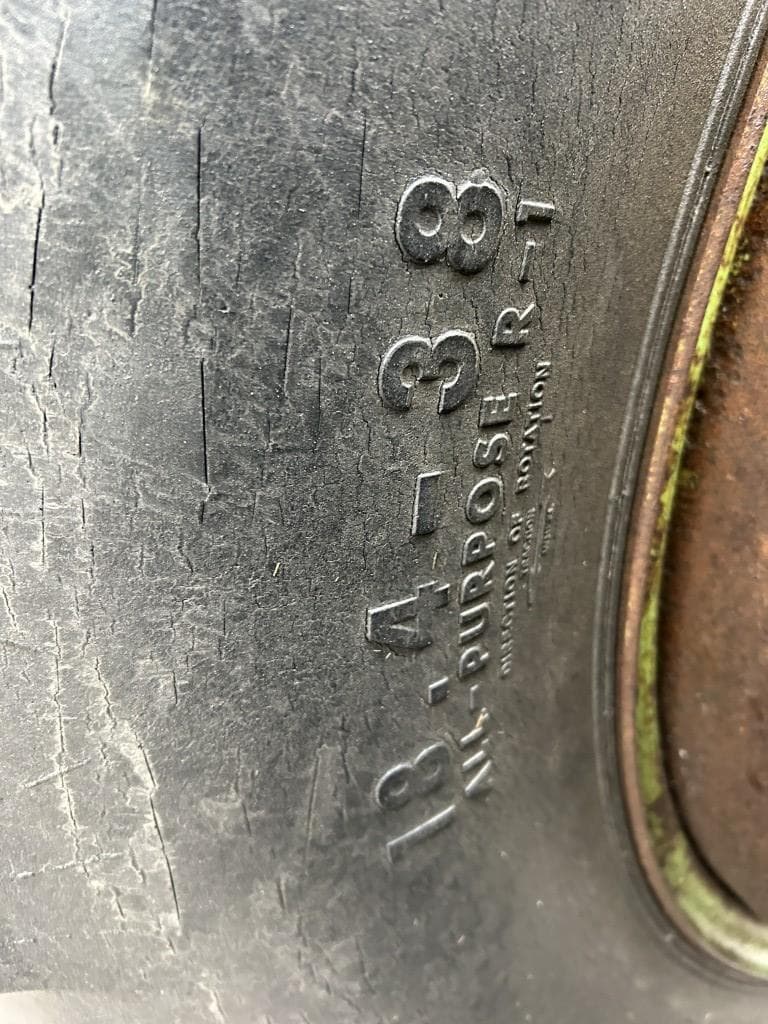 18.4-38
ALL-PURPOSE R-1
DIRECTION OF ROTATION